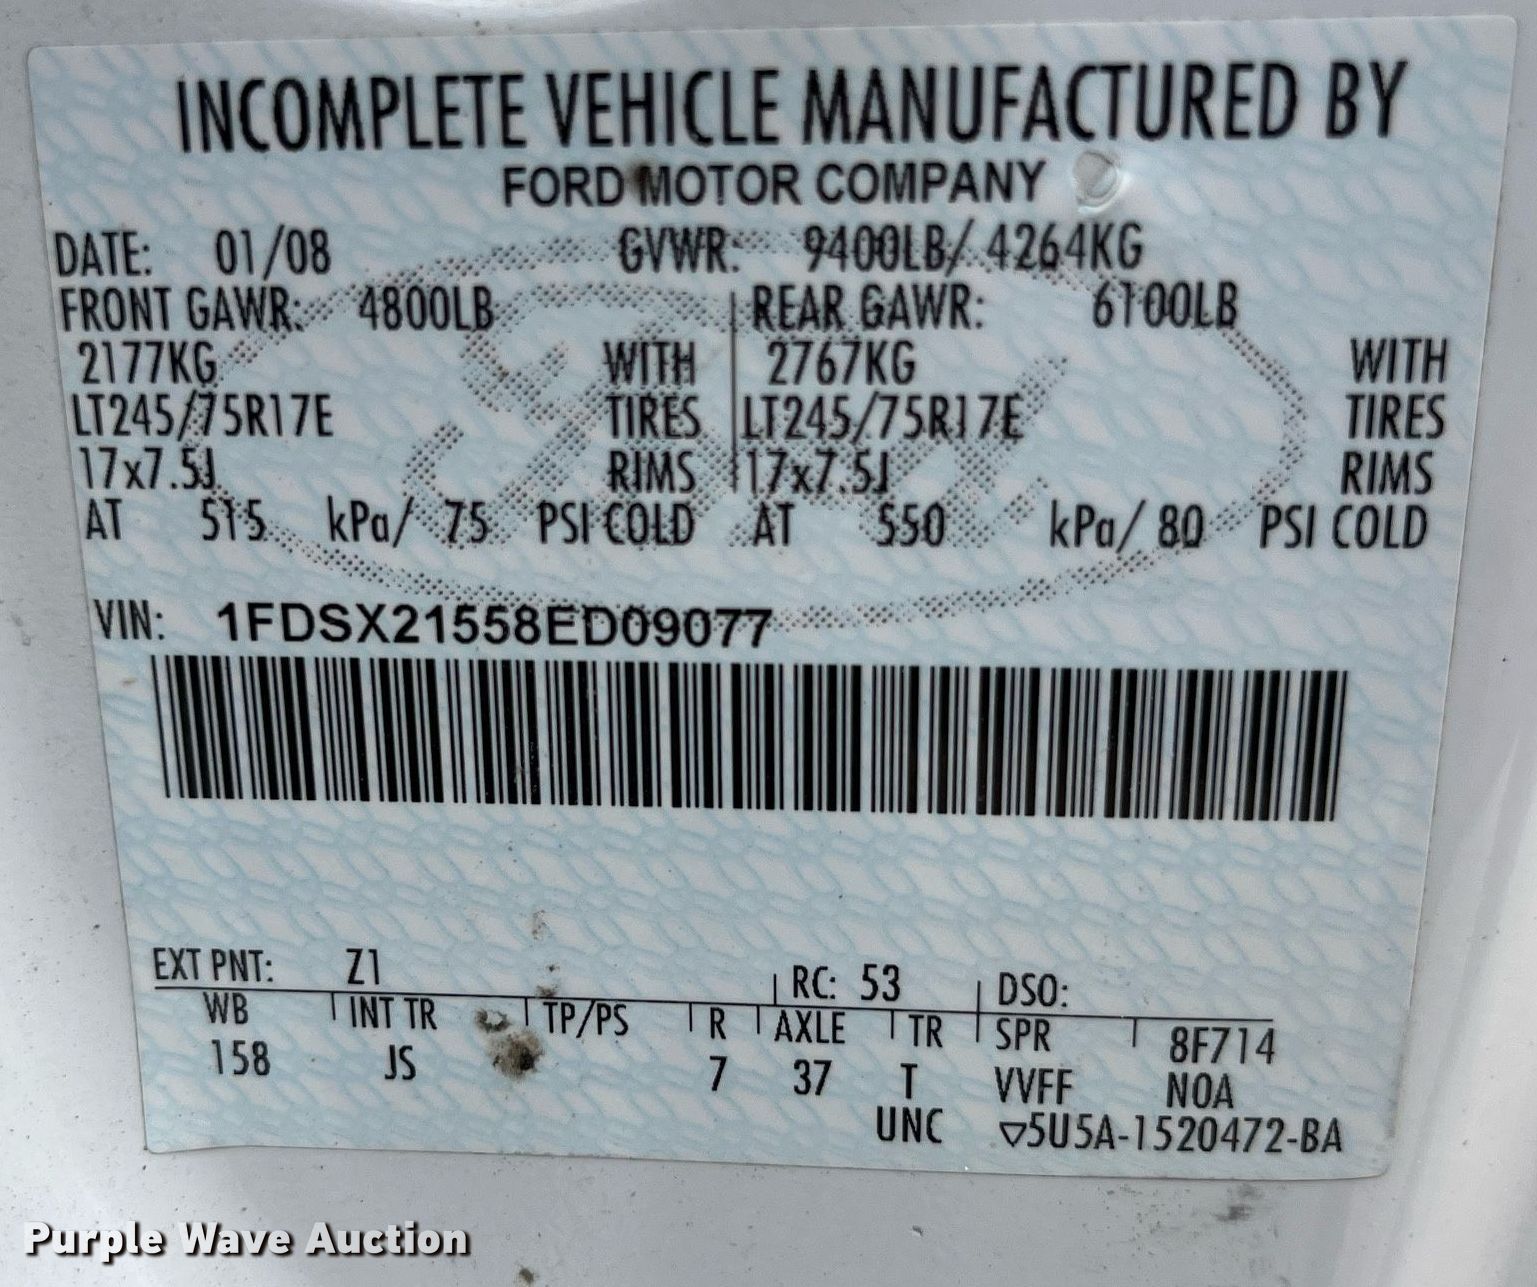 INCOMPLETE VEHICLE MANUFACTURED BY
FORD MOTOR COMPANY
DATE: 01/08 GVWR: 9400LB/ 4264KG
FRONT GAWR: 4800LB REAR GAWR: 6100LB
2177KG WITH 2767KG WITH
LT245/75R17E TIRES LT245/75R17E TIRES
17x7.5J RIMS 17x7.5J RIMS
AT 515 kPa/ 75 PSI COLD AT 550 kPa/ 80 PSI COLD
VIN: 1FDSX21558ED09077
EXT PNT: Z1 RC: 53 DSO:
WB INT TR TP/PS R AXLE TR SPR 8F714
158 JS 7 37 T VVFF NOA
UNC ▽5U5A-1520472-BA
Purple Wave Auction